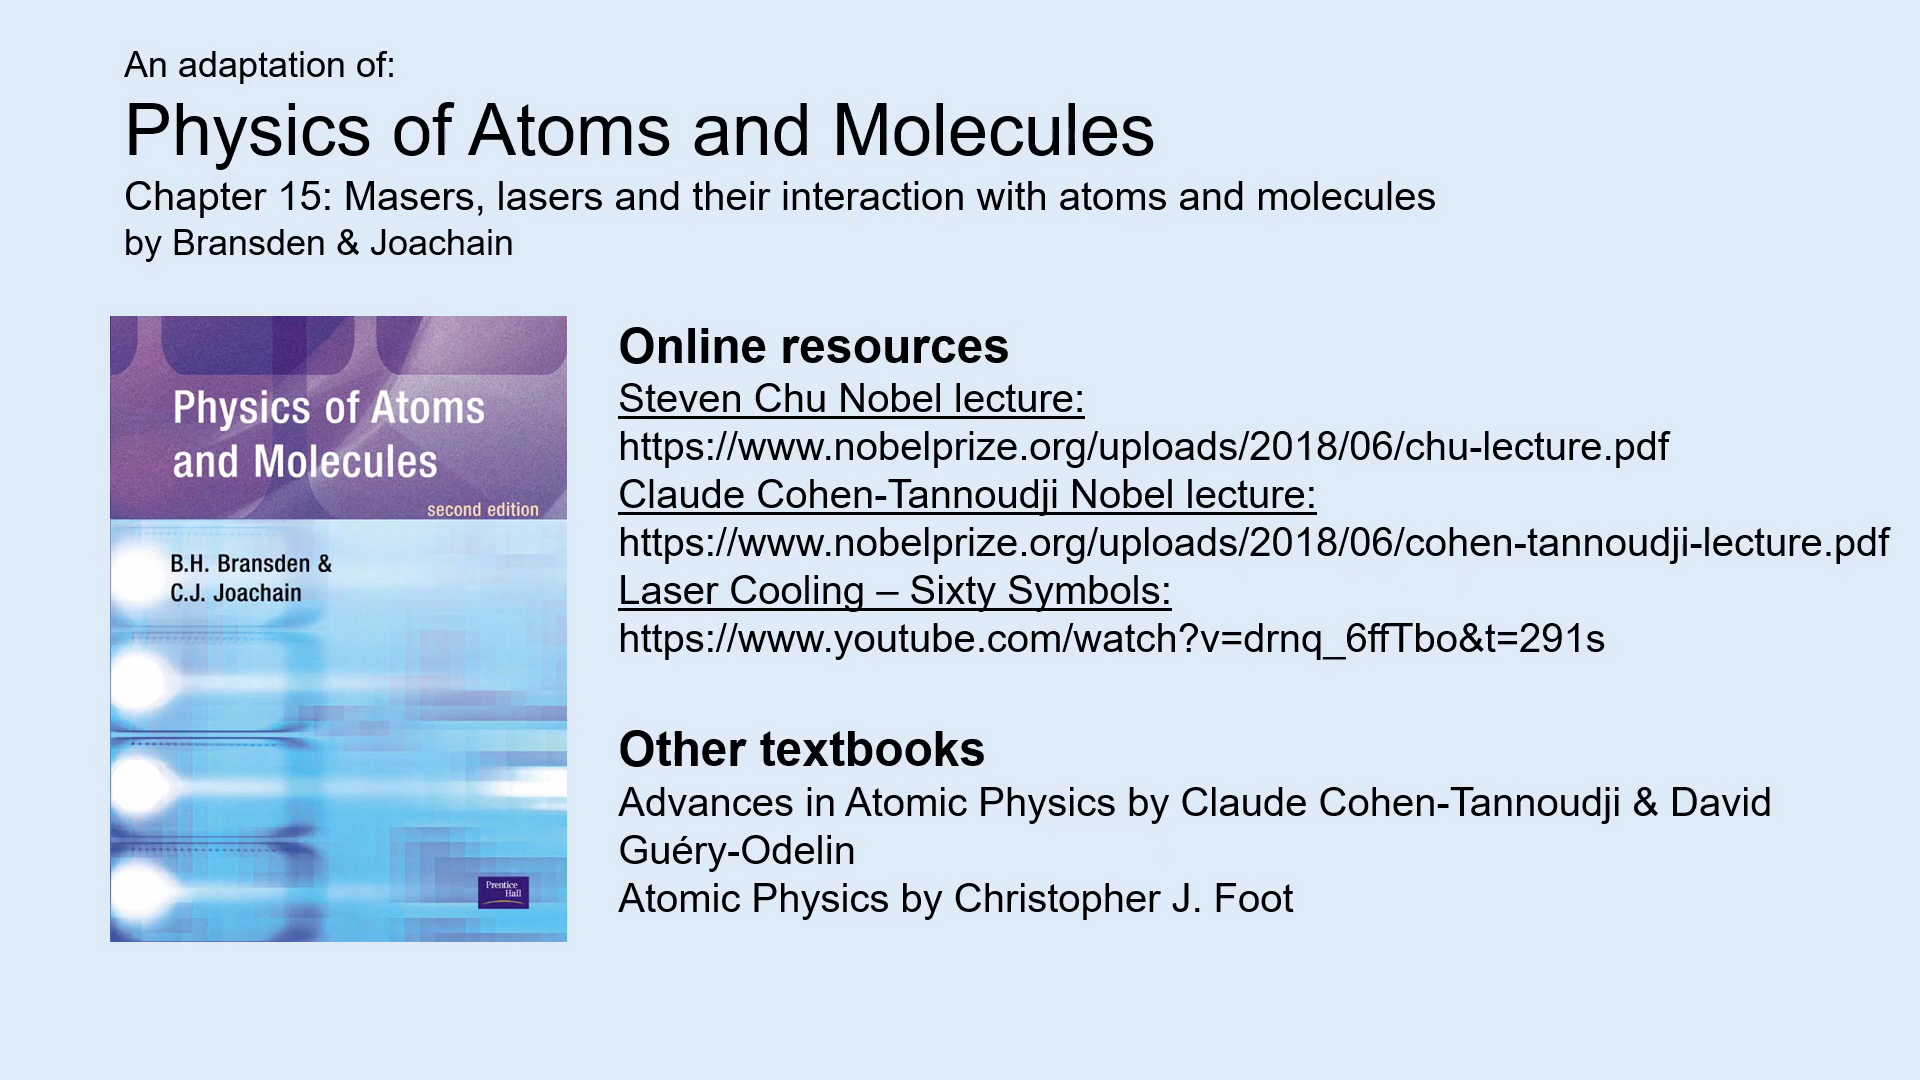 An adaptation of:
Physics of Atoms and Molecules
Chapter 15: Masers, lasers and their interaction with atoms and molecules
by Bransden & Joachain
Physics of Atoms
and Molecules
second edition
B.H. Bransden &
C.J. Joachain
Prentice
Hall
Online resources
Steven Chu Nobel lecture:
https://www.nobelprize.org/uploads/2018/06/chu-lecture.pdf
Claude Cohen-Tannoudji Nobel lecture:
https://www.nobelprize.org/uploads/2018/06/cohen-tannoudji-lecture.pdf
Laser Cooling – Sixty Symbols:
https://www.youtube.com/watch?v=drnq_6ffTbo&t=291s
Other textbooks
Advances in Atomic Physics by Claude Cohen-Tannoudji & David
Guéry-Odelin
Atomic Physics by Christopher J. Foot